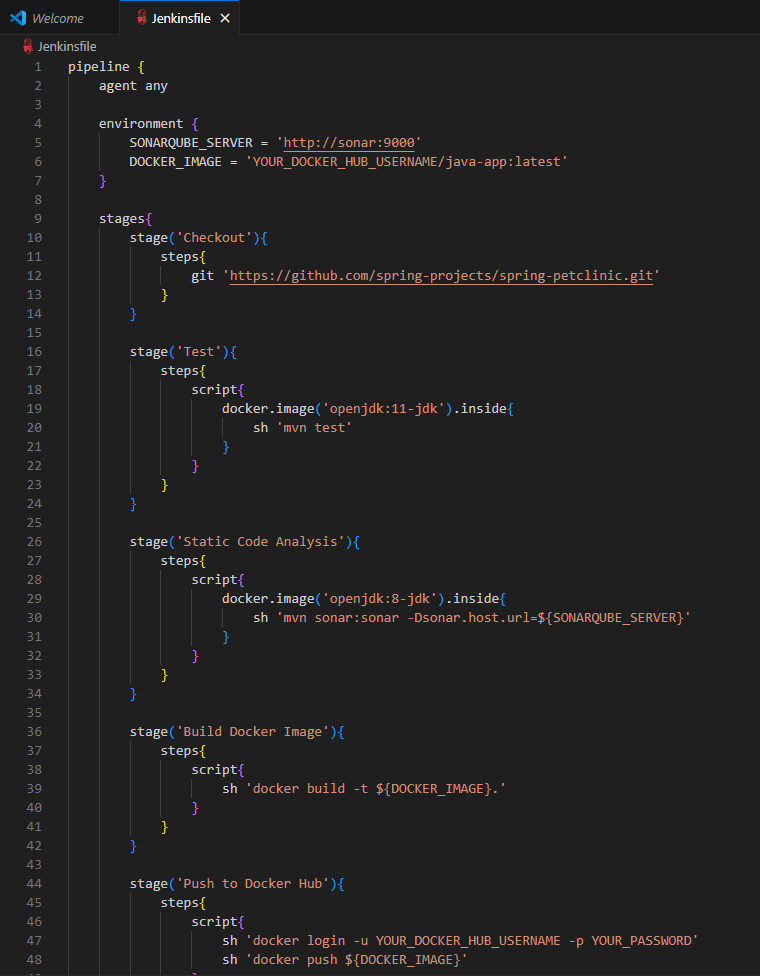 Welcome
Jenkinsfile ×
Jenkinsfile
1 pipeline {
2     agent any
3
4     environment {
5         SONARQUBE_SERVER = 'http://sonar:9000'
6         DOCKER_IMAGE = 'YOUR_DOCKER_HUB_USERNAME/java-app:latest'
7     }
8
9     stages{
10         stage('Checkout'){
11             steps{
12                 git 'https://github.com/spring-projects/spring-petclinic.git'
13             }
14         }
15
16         stage('Test'){
17             steps{
18                 script{
19                     docker.image('openjdk:11-jdk').inside{
20                         sh 'mvn test'
21                     }
22                 }
23             }
24         }
25
26         stage('Static Code Analysis'){
27             steps{
28                 script{
29                     docker.image('openjdk:8-jdk').inside{
30                         sh 'mvn sonar:sonar -Dsonar.host.url=${SONARQUBE_SERVER}'
31                     }
32                 }
33             }
34         }
35
36         stage('Build Docker Image'){
37             steps{
38                 script{
39                     sh 'docker build -t ${DOCKER_IMAGE}.'
40                 }
41             }
42         }
43
44         stage('Push to Docker Hub'){
45             steps{
46                 script{
47                     sh 'docker login -u YOUR_DOCKER_HUB_USERNAME -p YOUR_PASSWORD'
48                     sh 'docker push ${DOCKER_IMAGE}'